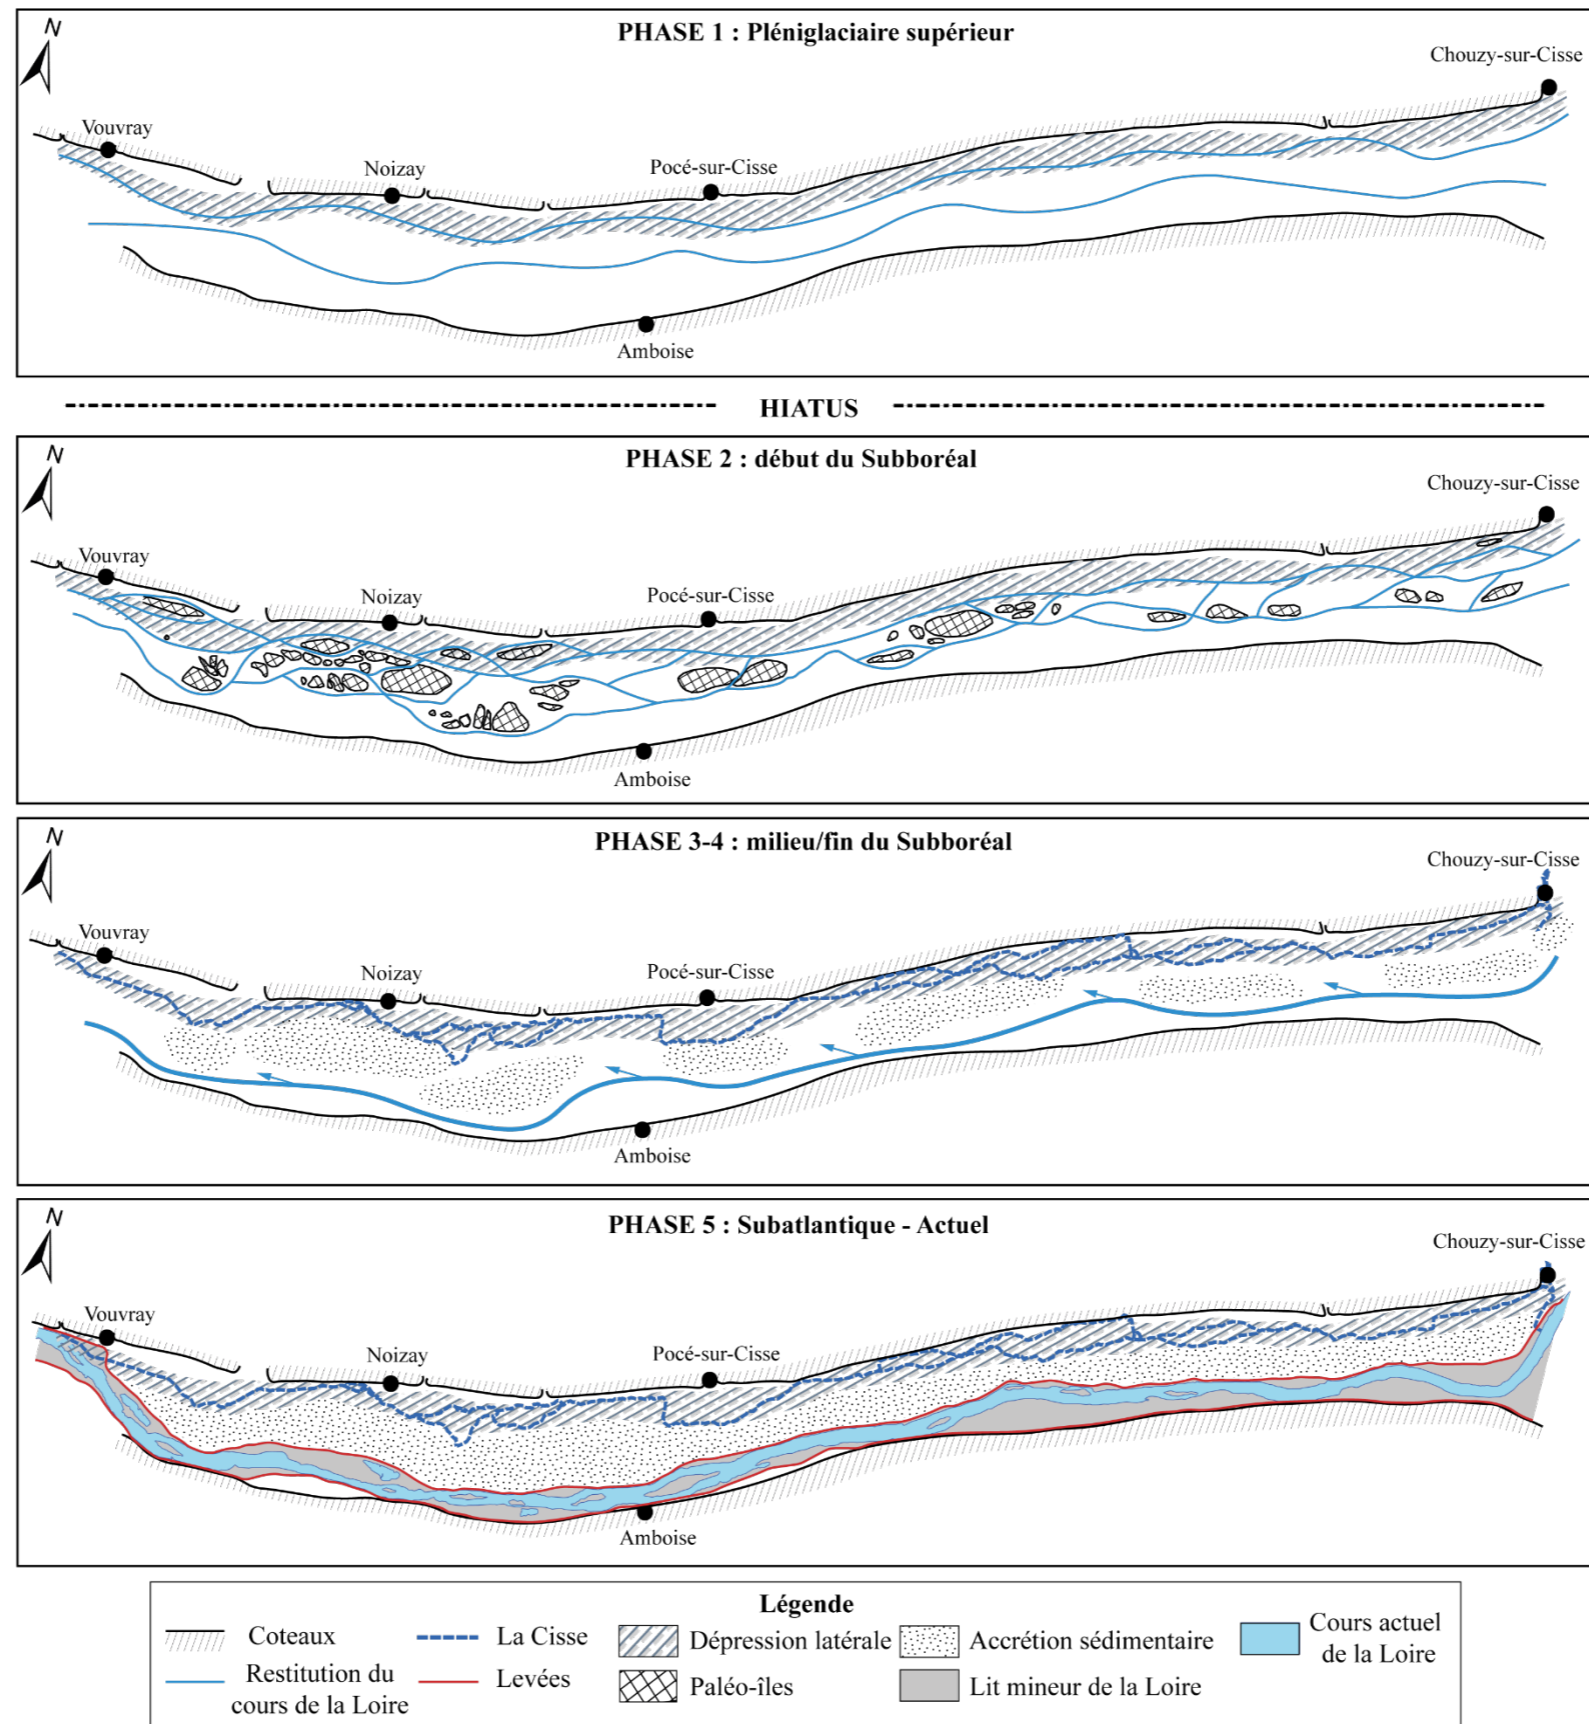 PHASE 1 : Pléniglaciaire supérieur
N
Chouzy-sur-Cisse
Vouvray
Noizay
Pocé-sur-Cisse
Amboise
HIATUS
PHASE 2 : début du Subboréal
N
Chouzy-sur-Cisse
Vouvray
Noizay
Pocé-sur-Cisse
Amboise
PHASE 3-4 : milieu/fin du Subboréal
N
Chouzy-sur-Cisse
Vouvray
Noizay
Pocé-sur-Cisse
Amboise
PHASE 5 : Subatlantique - Actuel
N
Chouzy-sur-Cisse
Vouvray
Noizay
Pocé-sur-Cisse
Amboise
Légende
Coteaux
Restitution du
cours de la Loire
La Cisse
Levées
Dépression latérale
Paléo-îles
Accrétion sédimentaire
Lit mineur de la Loire
Cours actuel
de la Loire